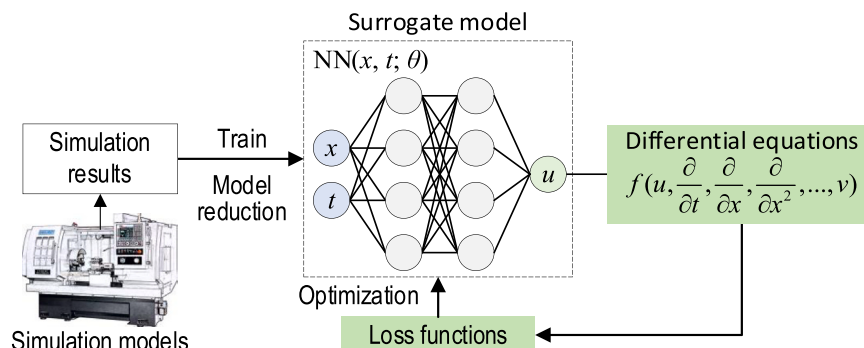 Surrogate model
NN(x, t; θ)
Simulation
results
Train
Model
reduction
x
t
u
Differential equations
f(u, ∂/∂t, ∂/∂x, ∂/∂x², ..., v)
Optimization
Loss functions
Simulation models